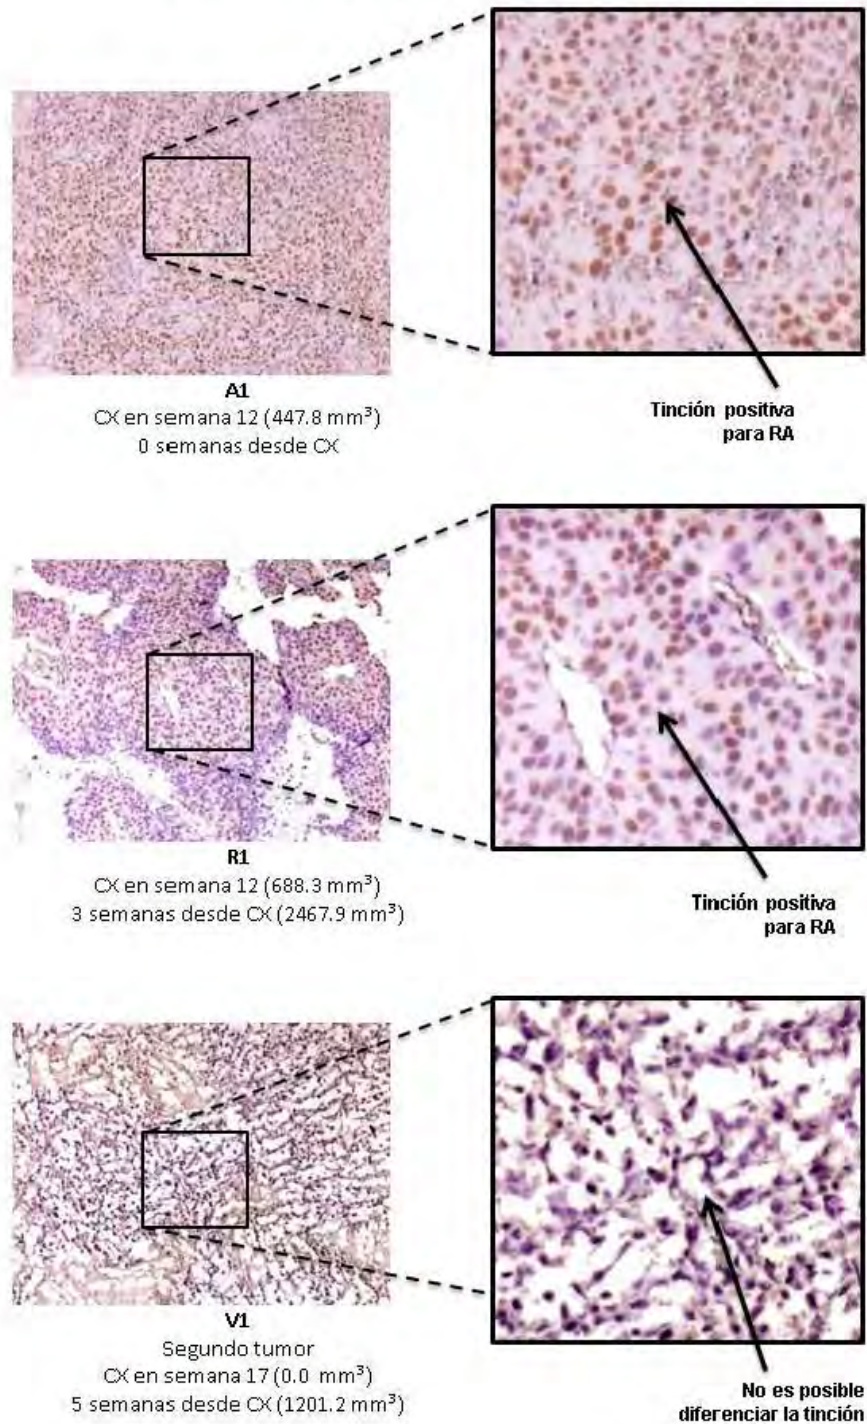 A1
CX en semana 12 (447.8 mm³)
0 semanas desde CX
Tinción positiva
para RA
R1
CX en semana 12 (688.3 mm³)
3 semanas desde CX (2467.9 mm³)
Tinción positiva
para RA
V1
Segundo tumor
CX en semana 17 (0.0 mm³)
5 semanas desde CX (1201.2 mm³)
No es posible
diferenciar la tinción